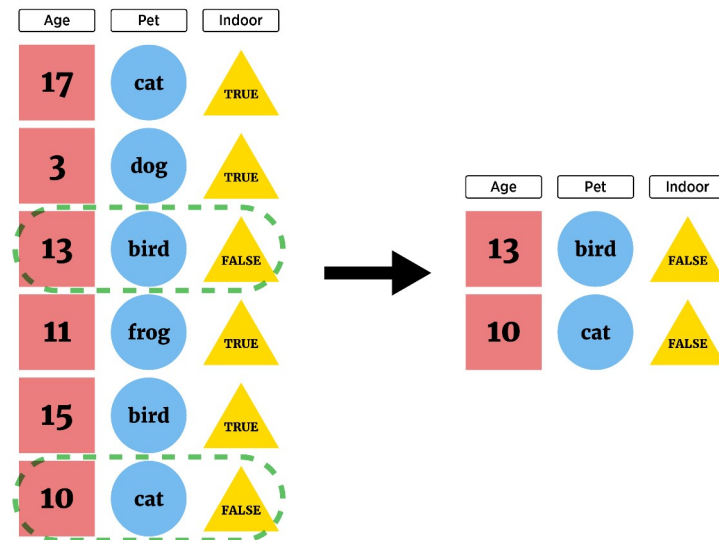 Age Pet Indoor
17 cat TRUE
3 dog TRUE
13 bird FALSE
11 frog TRUE
15 bird TRUE
10 cat FALSE
Age Pet Indoor
13 bird FALSE
10 cat FALSE